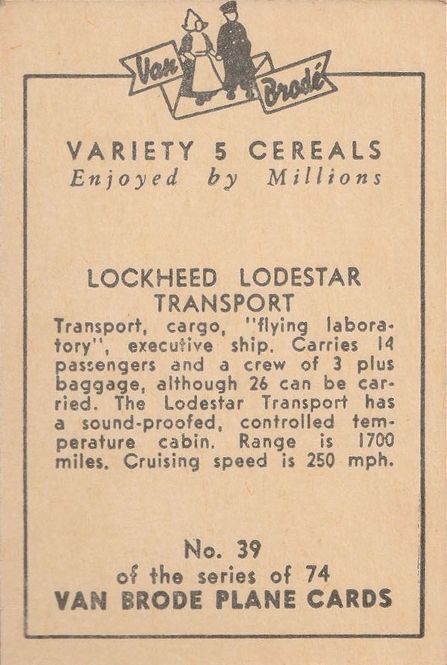 Van Brodé
VARIETY 5 CEREALS
Enjoyed by Millions
LOCKHEED LODESTAR
TRANSPORT
Transport, cargo, "flying labora-
tory", executive ship. Carries 14
passengers and a crew of 3 plus
baggage, although 26 can be car-
ried. The Lodestar Transport has
a sound-proofed, controlled tem-
perature cabin. Range is 1700
miles. Cruising speed is 250 mph.
No. 39
of the series of 74
VAN BRODE PLANE CARDS